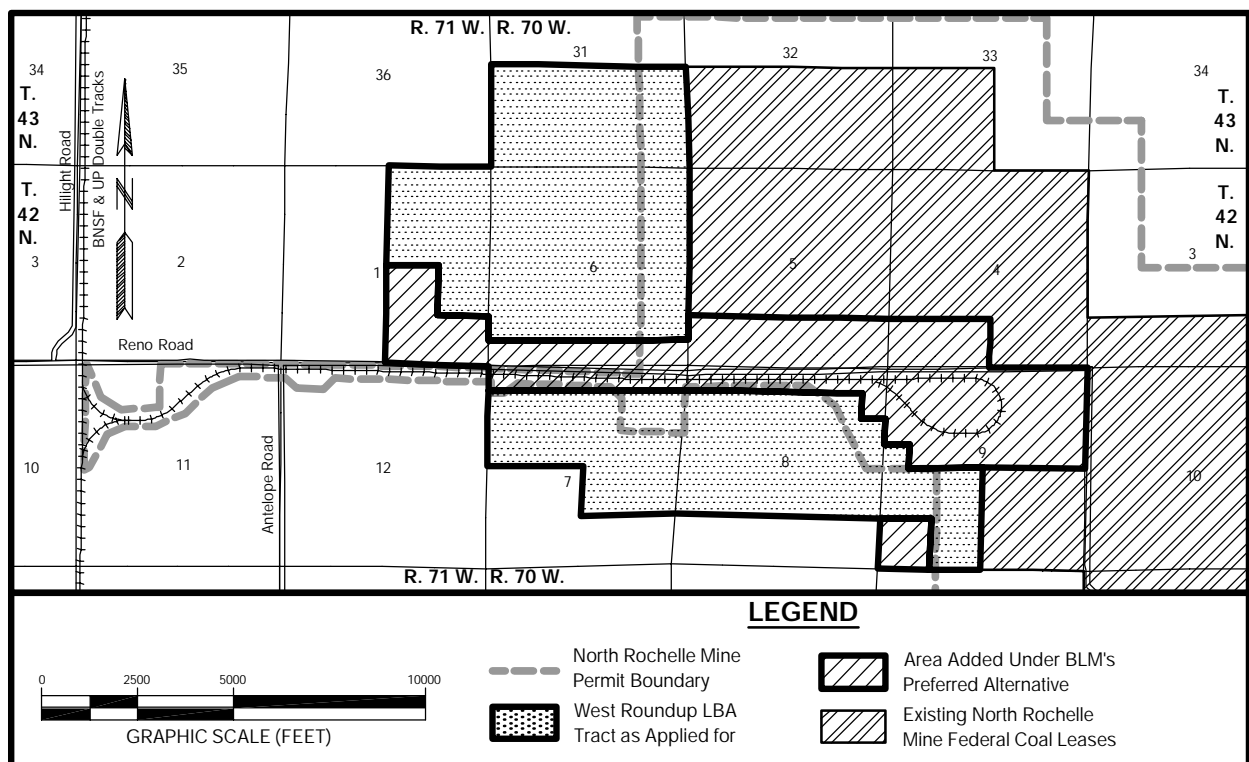 R. 71 W. R. 70 W.
34 35 36 31 32 33 34
T.
43
N.
T.
43
N.
Hilight Road
BNSF & UP Double Tracks
N
T.
42
N.
T.
42
N.
3 2 1 6 5 4 3
Reno Road
10 11 12 7 8 9 10
Antelope Road
R. 71 W. R. 70 W.
LEGEND
0 2500 5000 10000
GRAPHIC SCALE (FEET)
North Rochelle Mine
Permit Boundary
West Roundup LBA
Tract as Applied for
Area Added Under BLM's
Preferred Alternative
Existing North Rochelle
Mine Federal Coal Leases